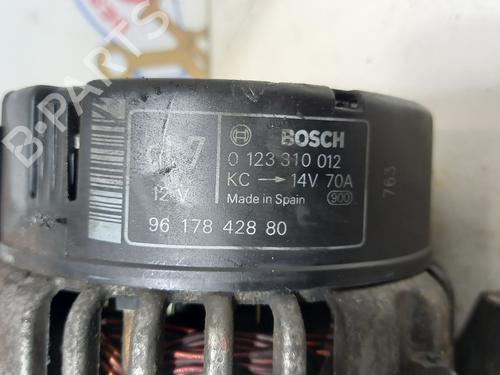 BOSCH
7
0 123 310 012
KC → 14V 70A
12 V
Made in Spain
900
96 178 428 80
763
B-PARTS